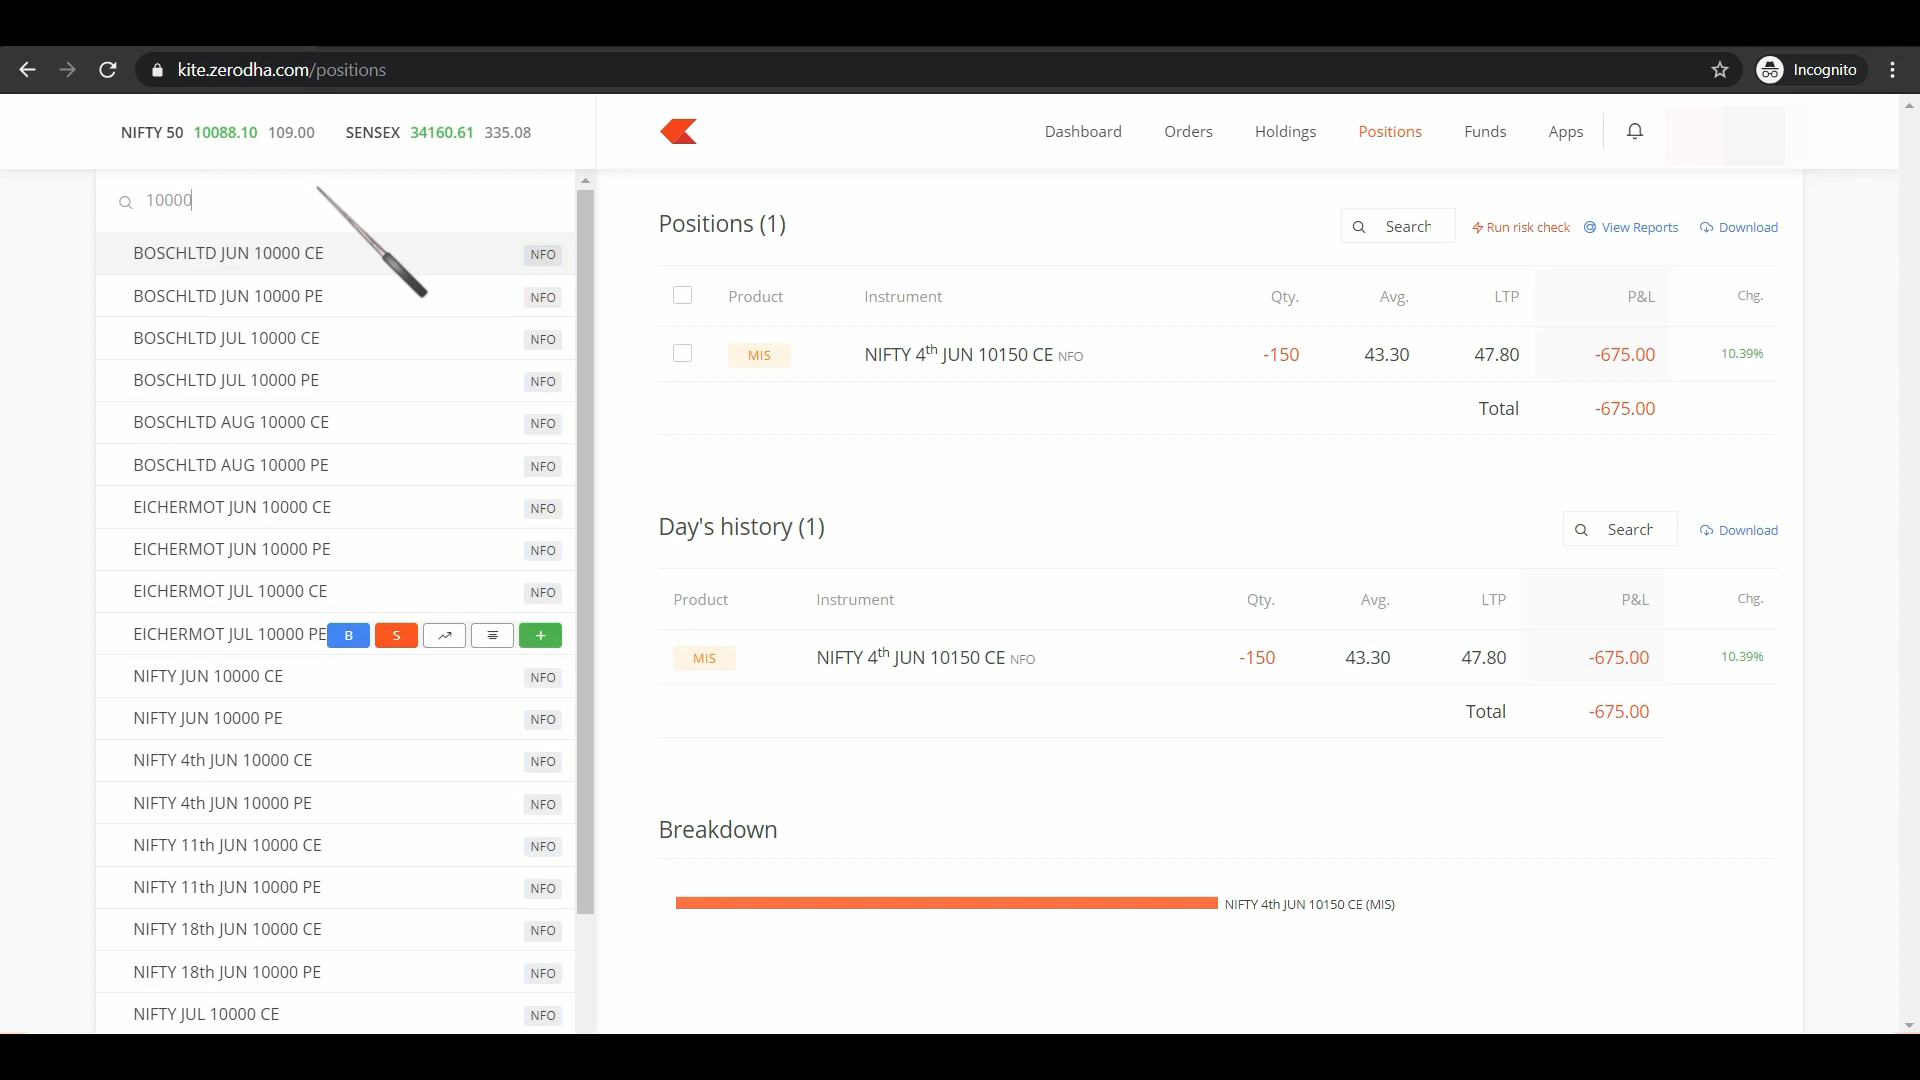 kite.zerodha.com/positions
Incognito
NIFTY 50 10088.10 109.00 SENSEX 34160.61 335.08
Dashboard Orders Holdings Positions Funds Apps
10000
BOSCHLTD JUN 10000 CE NFO
BOSCHLTD JUN 10000 PE NFO
BOSCHLTD JUL 10000 CE NFO
BOSCHLTD JUL 10000 PE NFO
BOSCHLTD AUG 10000 CE NFO
BOSCHLTD AUG 10000 PE NFO
EICHERMOT JUN 10000 CE NFO
EICHERMOT JUN 10000 PE NFO
EICHERMOT JUL 10000 CE NFO
EICHERMOT JUL 10000 PE B S +
NIFTY JUN 10000 CE NFO
NIFTY JUN 10000 PE NFO
NIFTY 4th JUN 10000 CE NFO
NIFTY 4th JUN 10000 PE NFO
NIFTY 11th JUN 10000 CE NFO
NIFTY 11th JUN 10000 PE NFO
NIFTY 18th JUN 10000 CE NFO
NIFTY 18th JUN 10000 PE NFO
NIFTY JUL 10000 CE NFO
Positions (1)
Search Run risk check View Reports Download
Product Instrument Qty. Avg. LTP P&L Chg.
MIS NIFTY 4th JUN 10150 CE NFO -150 43.30 47.80 -675.00 10.39%
Total -675.00
Day's history (1)
Search Download
Product Instrument Qty. Avg. LTP P&L Chg.
MIS NIFTY 4th JUN 10150 CE NFO -150 43.30 47.80 -675.00 10.39%
Total -675.00
Breakdown
NIFTY 4th JUN 10150 CE (MIS)